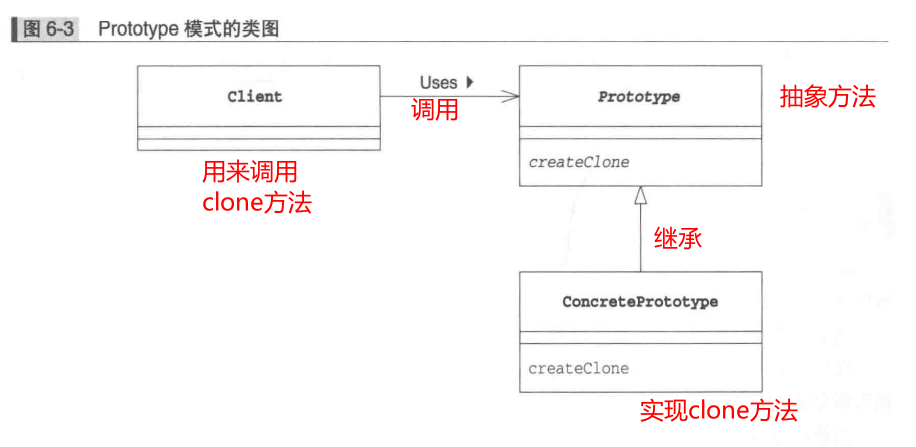 图 6-3 Prototype 模式的类图
Client
Uses
调用
Prototype
抽象方法
createClone
用来调用
clone方法
继承
ConcretePrototype
createClone
实现clone方法